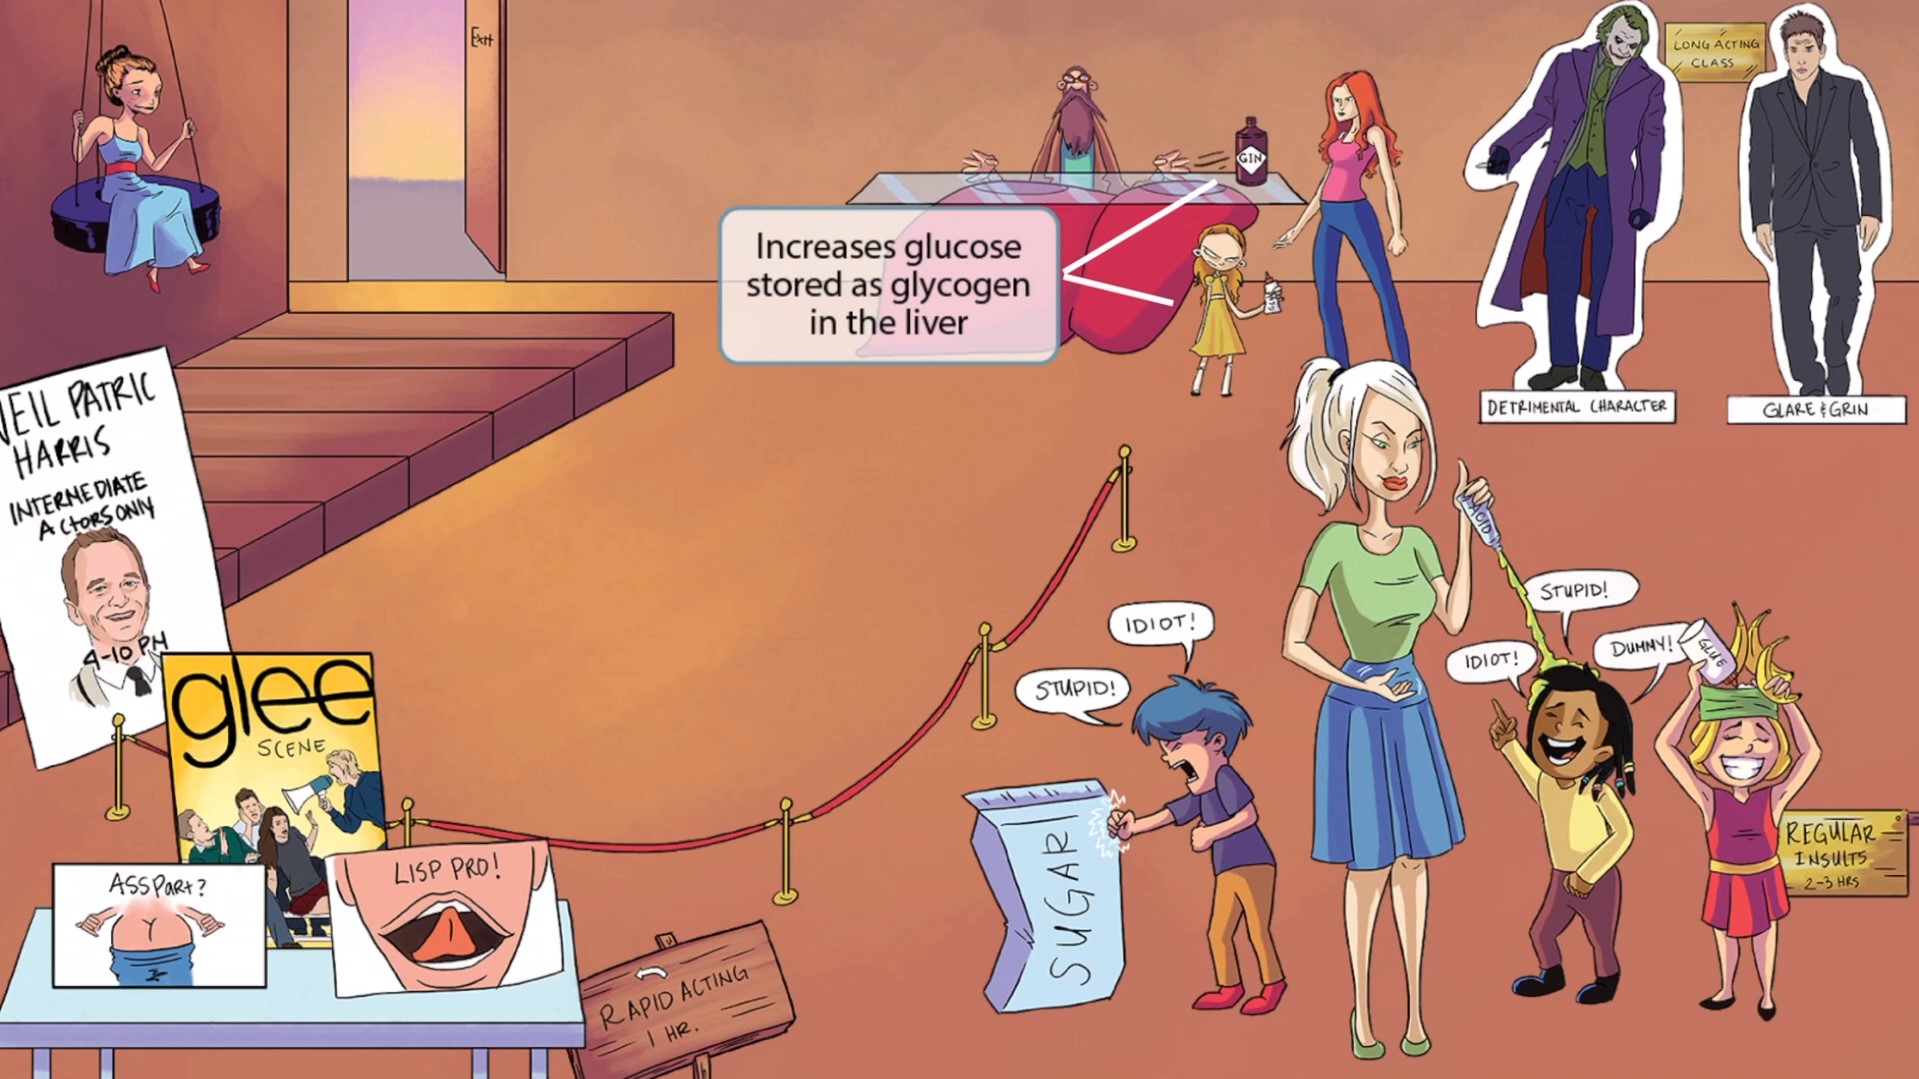 Exit
LONG ACTING
CLASS
GIN
Increases glucose
stored as glycogen
in the liver
DETRIMENTAL CHARACTER
GLARE & GRIN
NEIL PATRIC
HARRIS
INTERMEDIATE
ACTORS ONLY
4-10 PM
glee
SCENE
ASS Part?
LISP PRO!
RAPID ACTING
1 HR.
STUPID!
IDIOT!
SUGAR
STUPID!
IDIOT!
DUMMY!
GLUE
REGULAR
INSULTS
2-3 HRS